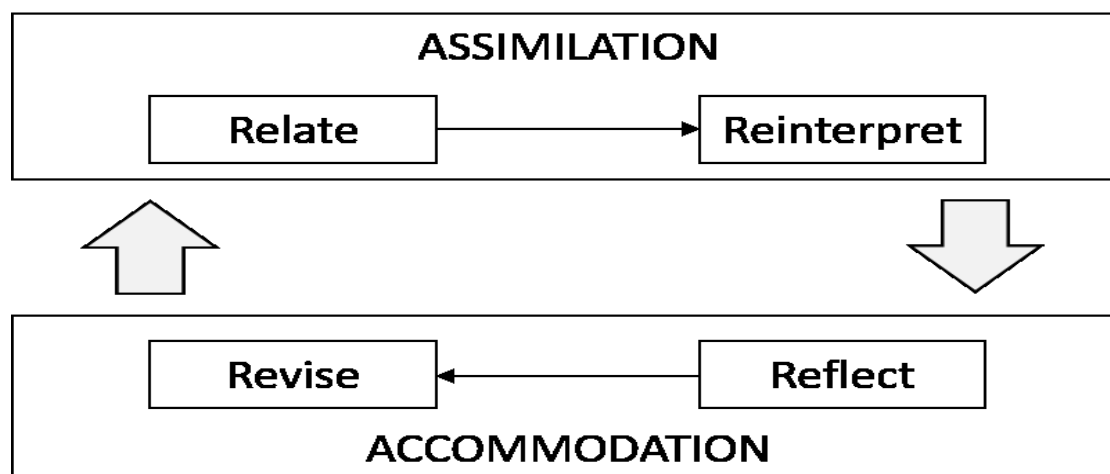 ASSIMILATION
Relate
Reinterpret
Revise
Reflect
ACCOMMODATION